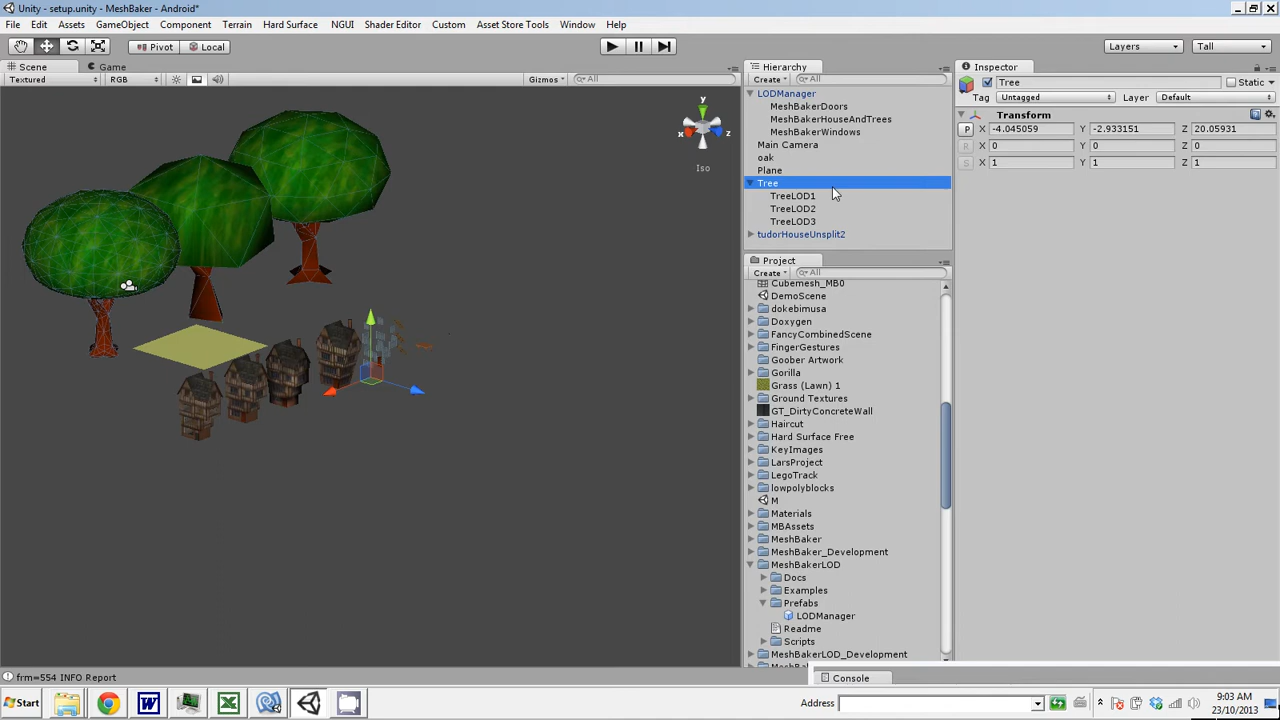 Unity - setup.unity - MeshBaker - Android*
File Edit Assets GameObject Component Terrain Hard Surface NGUI Shader Editor Custom Asset Store Tools Window Help
Pivot Local Layers Tall
Scene Game
Textured RGB Gizmos All
y
x z
Iso
Hierarchy
Create All
LODManager
MeshBakerDoors
MeshBakerHouseAndTrees
MeshBakerWindows
Main Camera
oak
Plane
Tree
TreeLOD1
TreeLOD2
TreeLOD3
tudorHouseUnsplit2
Project
Create All
Cubemesh_MB0
DemoScene
dokebimusa
Doxygen
FancyCombinedScene
FingerGestures
Goober Artwork
Gorilla
Grass (Lawn) 1
Ground Textures
GT_DirtyConcreteWall
Haircut
Hard Surface Free
KeyImages
LarsProject
LegoTrack
lowpolyblocks
M
Materials
MBAssets
MeshBaker
MeshBaker_Development
MeshBakerLOD
Docs
Examples
Prefabs
LODManager
Readme
Scripts
MeshBakerLOD_Development
Inspector
Tree Static
Tag Untagged Layer Default
Transform
P X -4.045059 Y -2.933151 Z 20.05931
R X 0 Y 0 Z 0
S X 1 Y 1 Z 1
frm=554 INFO Report
Console
Start Address 9:03 AM
23/10/2013